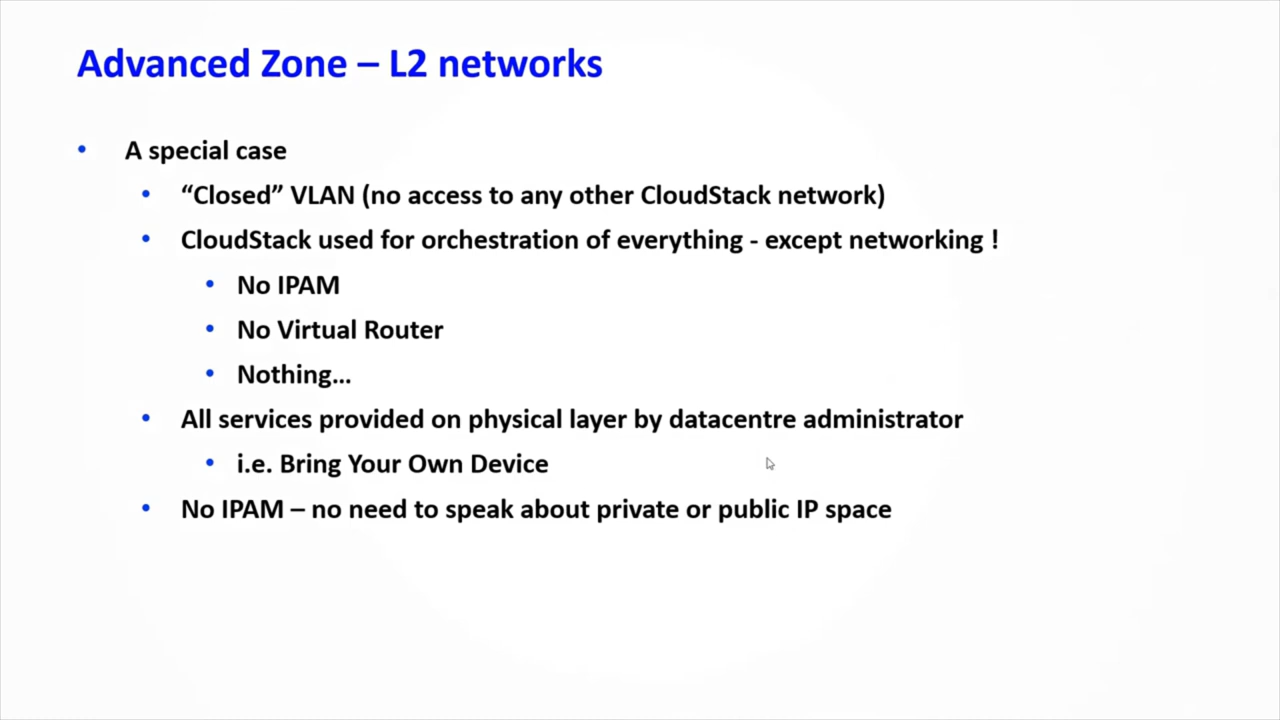 Advanced Zone – L2 networks
• A special case
• “Closed” VLAN (no access to any other CloudStack network)
• CloudStack used for orchestration of everything - except networking !
• No IPAM
• No Virtual Router
• Nothing…
• All services provided on physical layer by datacentre administrator
• i.e. Bring Your Own Device
• No IPAM – no need to speak about private or public IP space